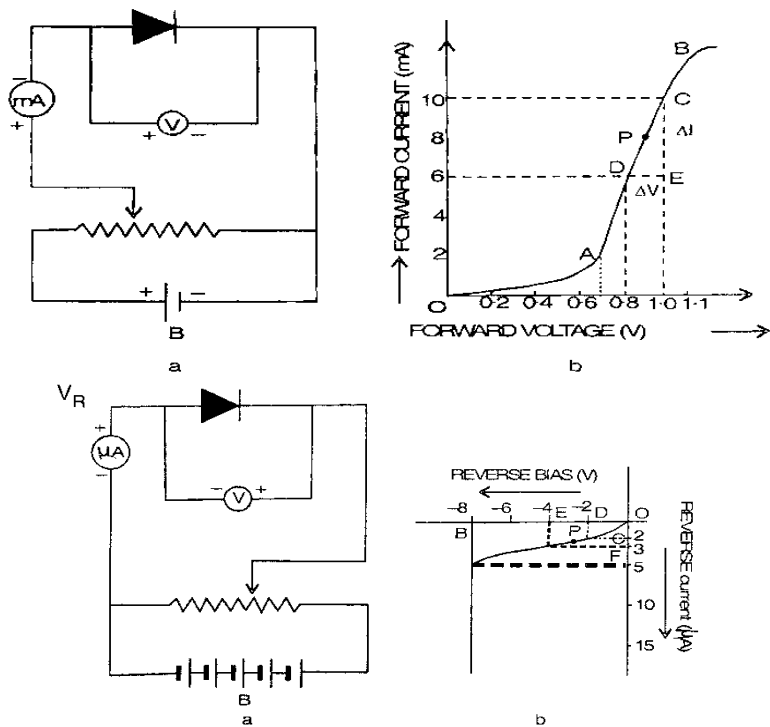 −
mA
+
+ V −
+ −
B
a
FORWARD CURRENT (mA)
B
10
C
P
ΔI
8
D
6
E
ΔV
4
A
2
O
0·2 0·4 0·6 0·8 1·0 1·1
FORWARD VOLTAGE (V)
b
VR
+
μA
−
− V +
B
a
REVERSE BIAS (V)
−8 −6 −4 −2 O
E D
B
P
2
3
F
5
10
15
REVERSE current (μA)
b